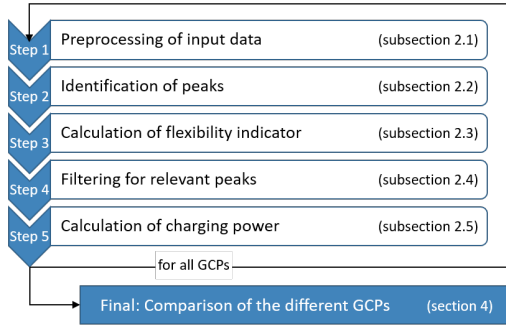 Step 1 Preprocessing of input data (subsection 2.1)
Step 2 Identification of peaks (subsection 2.2)
Step 3 Calculation of flexibility indicator (subsection 2.3)
Step 4 Filtering for relevant peaks (subsection 2.4)
Step 5 Calculation of charging power (subsection 2.5)
for all GCPs
Final: Comparison of the different GCPs (section 4)